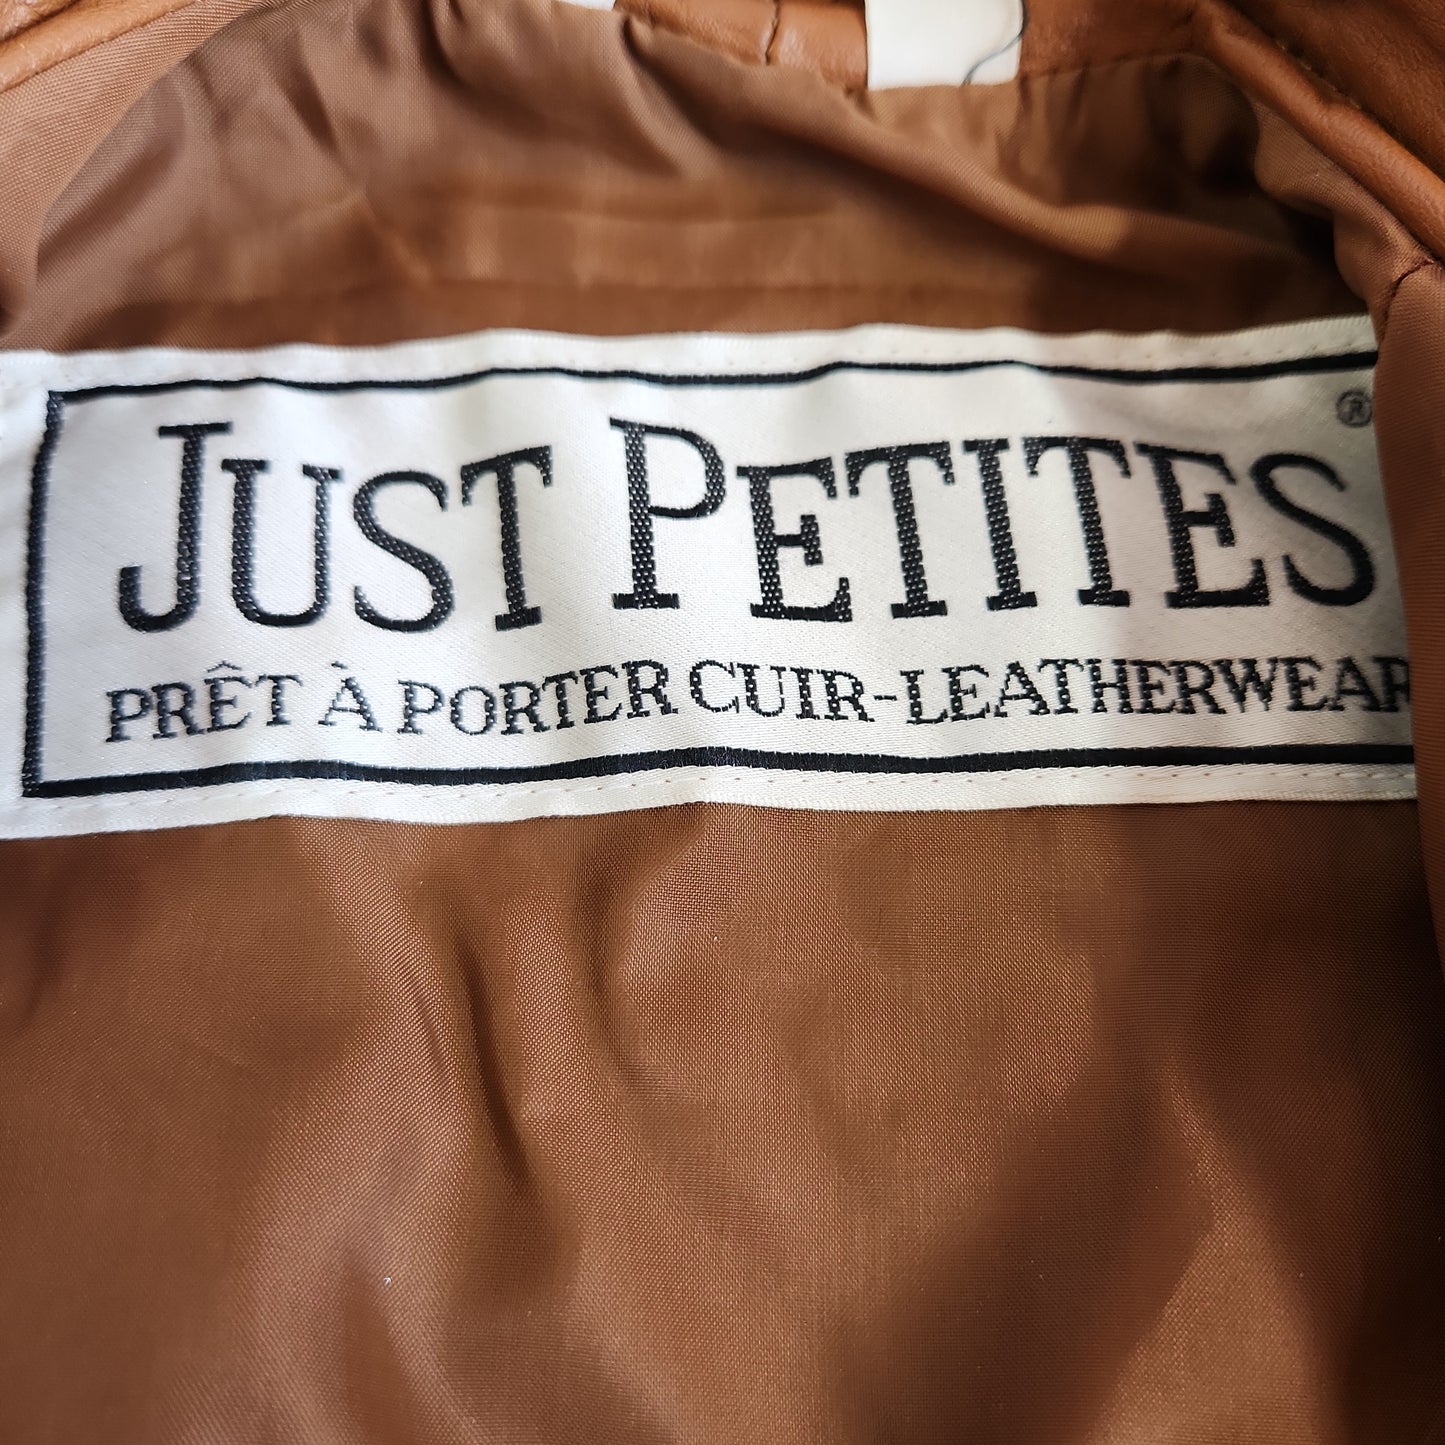 JUST PETITES ®
PRÊT À PORTER CUIR-LEATHERWEAR